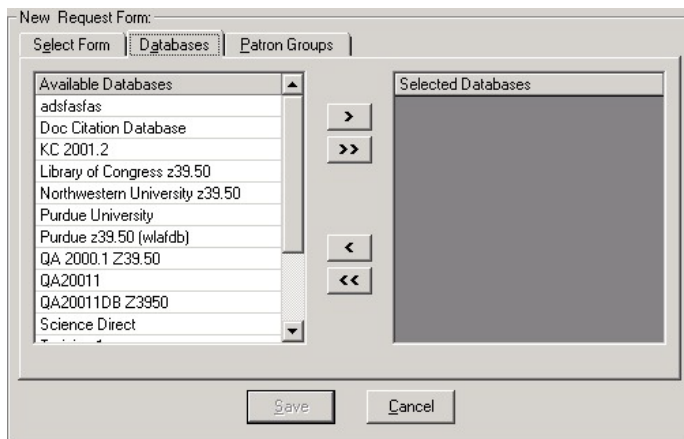 New Request Form:
Select Form
Databases
Patron Groups
Available Databases
adsfasfas
Doc Citation Database
KC 2001.2
Library of Congress z39.50
Northwestern University z39.50
Purdue University
Purdue z39.50 (wlafdb)
QA 2000.1 Z39.50
QA20011
QA20011DB Z3950
Science Direct
>
>>
<
<<
Selected Databases
Save
Cancel